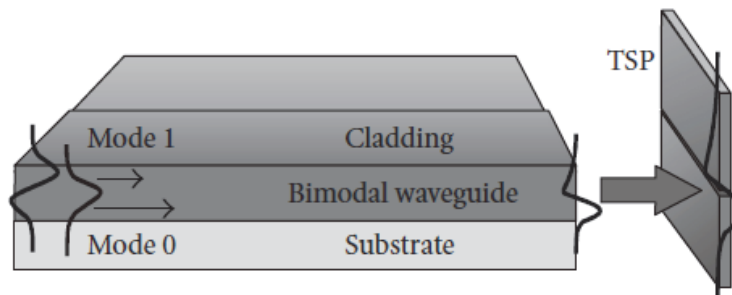 TSP
Mode 1 Cladding
Bimodal waveguide
Mode 0 Substrate